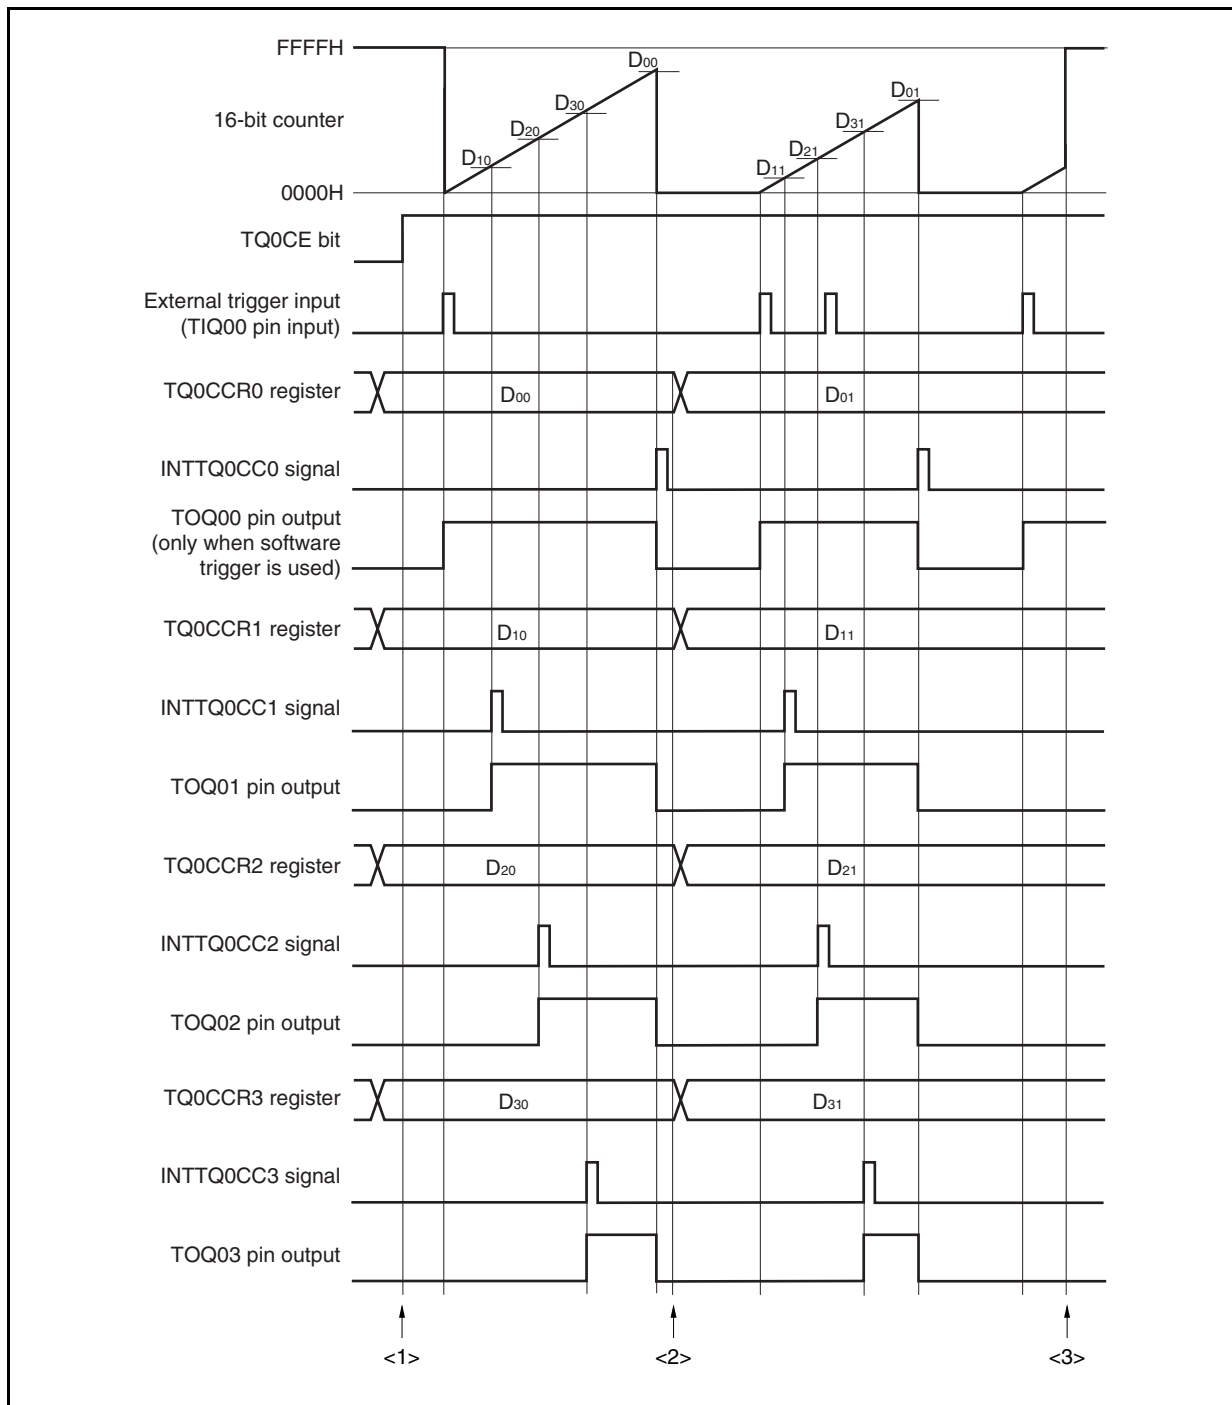 FFFFH
D00
D01
D30
D31
16-bit counter
D20
D21
D10
D11
0000H
TQ0CE bit
External trigger input
(TIQ00 pin input)
TQ0CCR0 register
D00
D01
INTTQ0CC0 signal
TOQ00 pin output
(only when software
trigger is used)
TQ0CCR1 register
D10
D11
INTTQ0CC1 signal
TOQ01 pin output
TQ0CCR2 register
D20
D21
INTTQ0CC2 signal
TOQ02 pin output
TQ0CCR3 register
D30
D31
INTTQ0CC3 signal
TOQ03 pin output
<1>
<2>
<3>